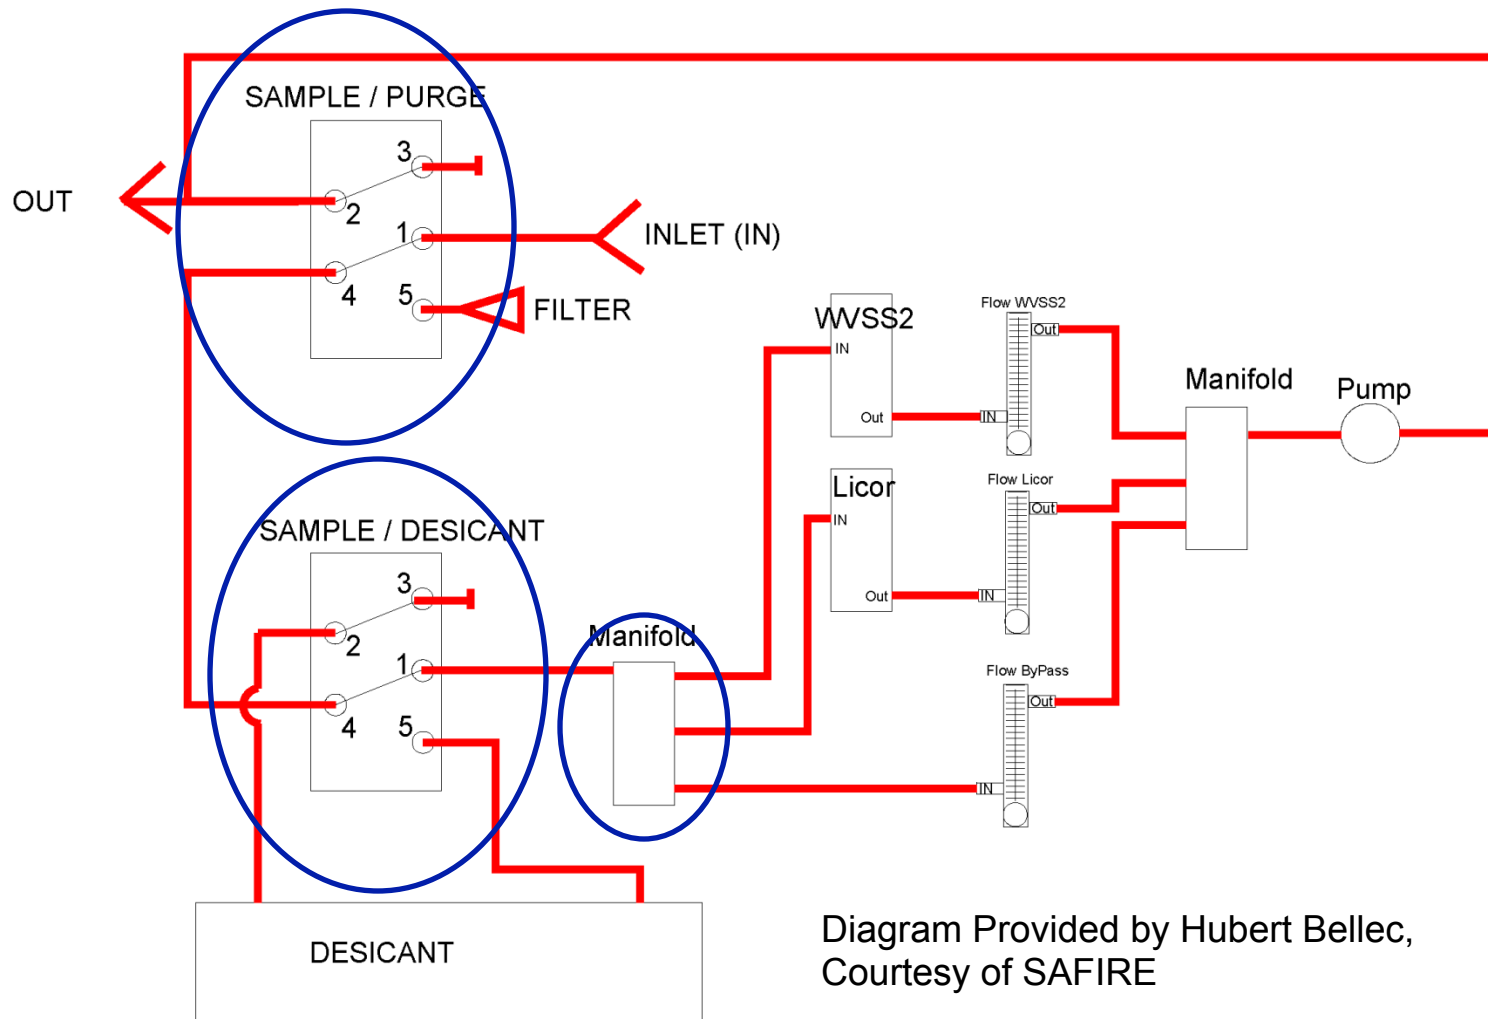 SAMPLE / PURGE
3
OUT
2
1
INLET (IN)
4
5
FILTER
WVSS2
IN
Out
Flow WVSS2
Out
IN
Manifold
Pump
Licor
IN
Out
Flow Licor
Out
IN
SAMPLE / DESICANT
3
2
1
4
5
Manifold
Flow ByPass
Out
IN
DESICANT
Diagram Provided by Hubert Bellec,
Courtesy of SAFIRE